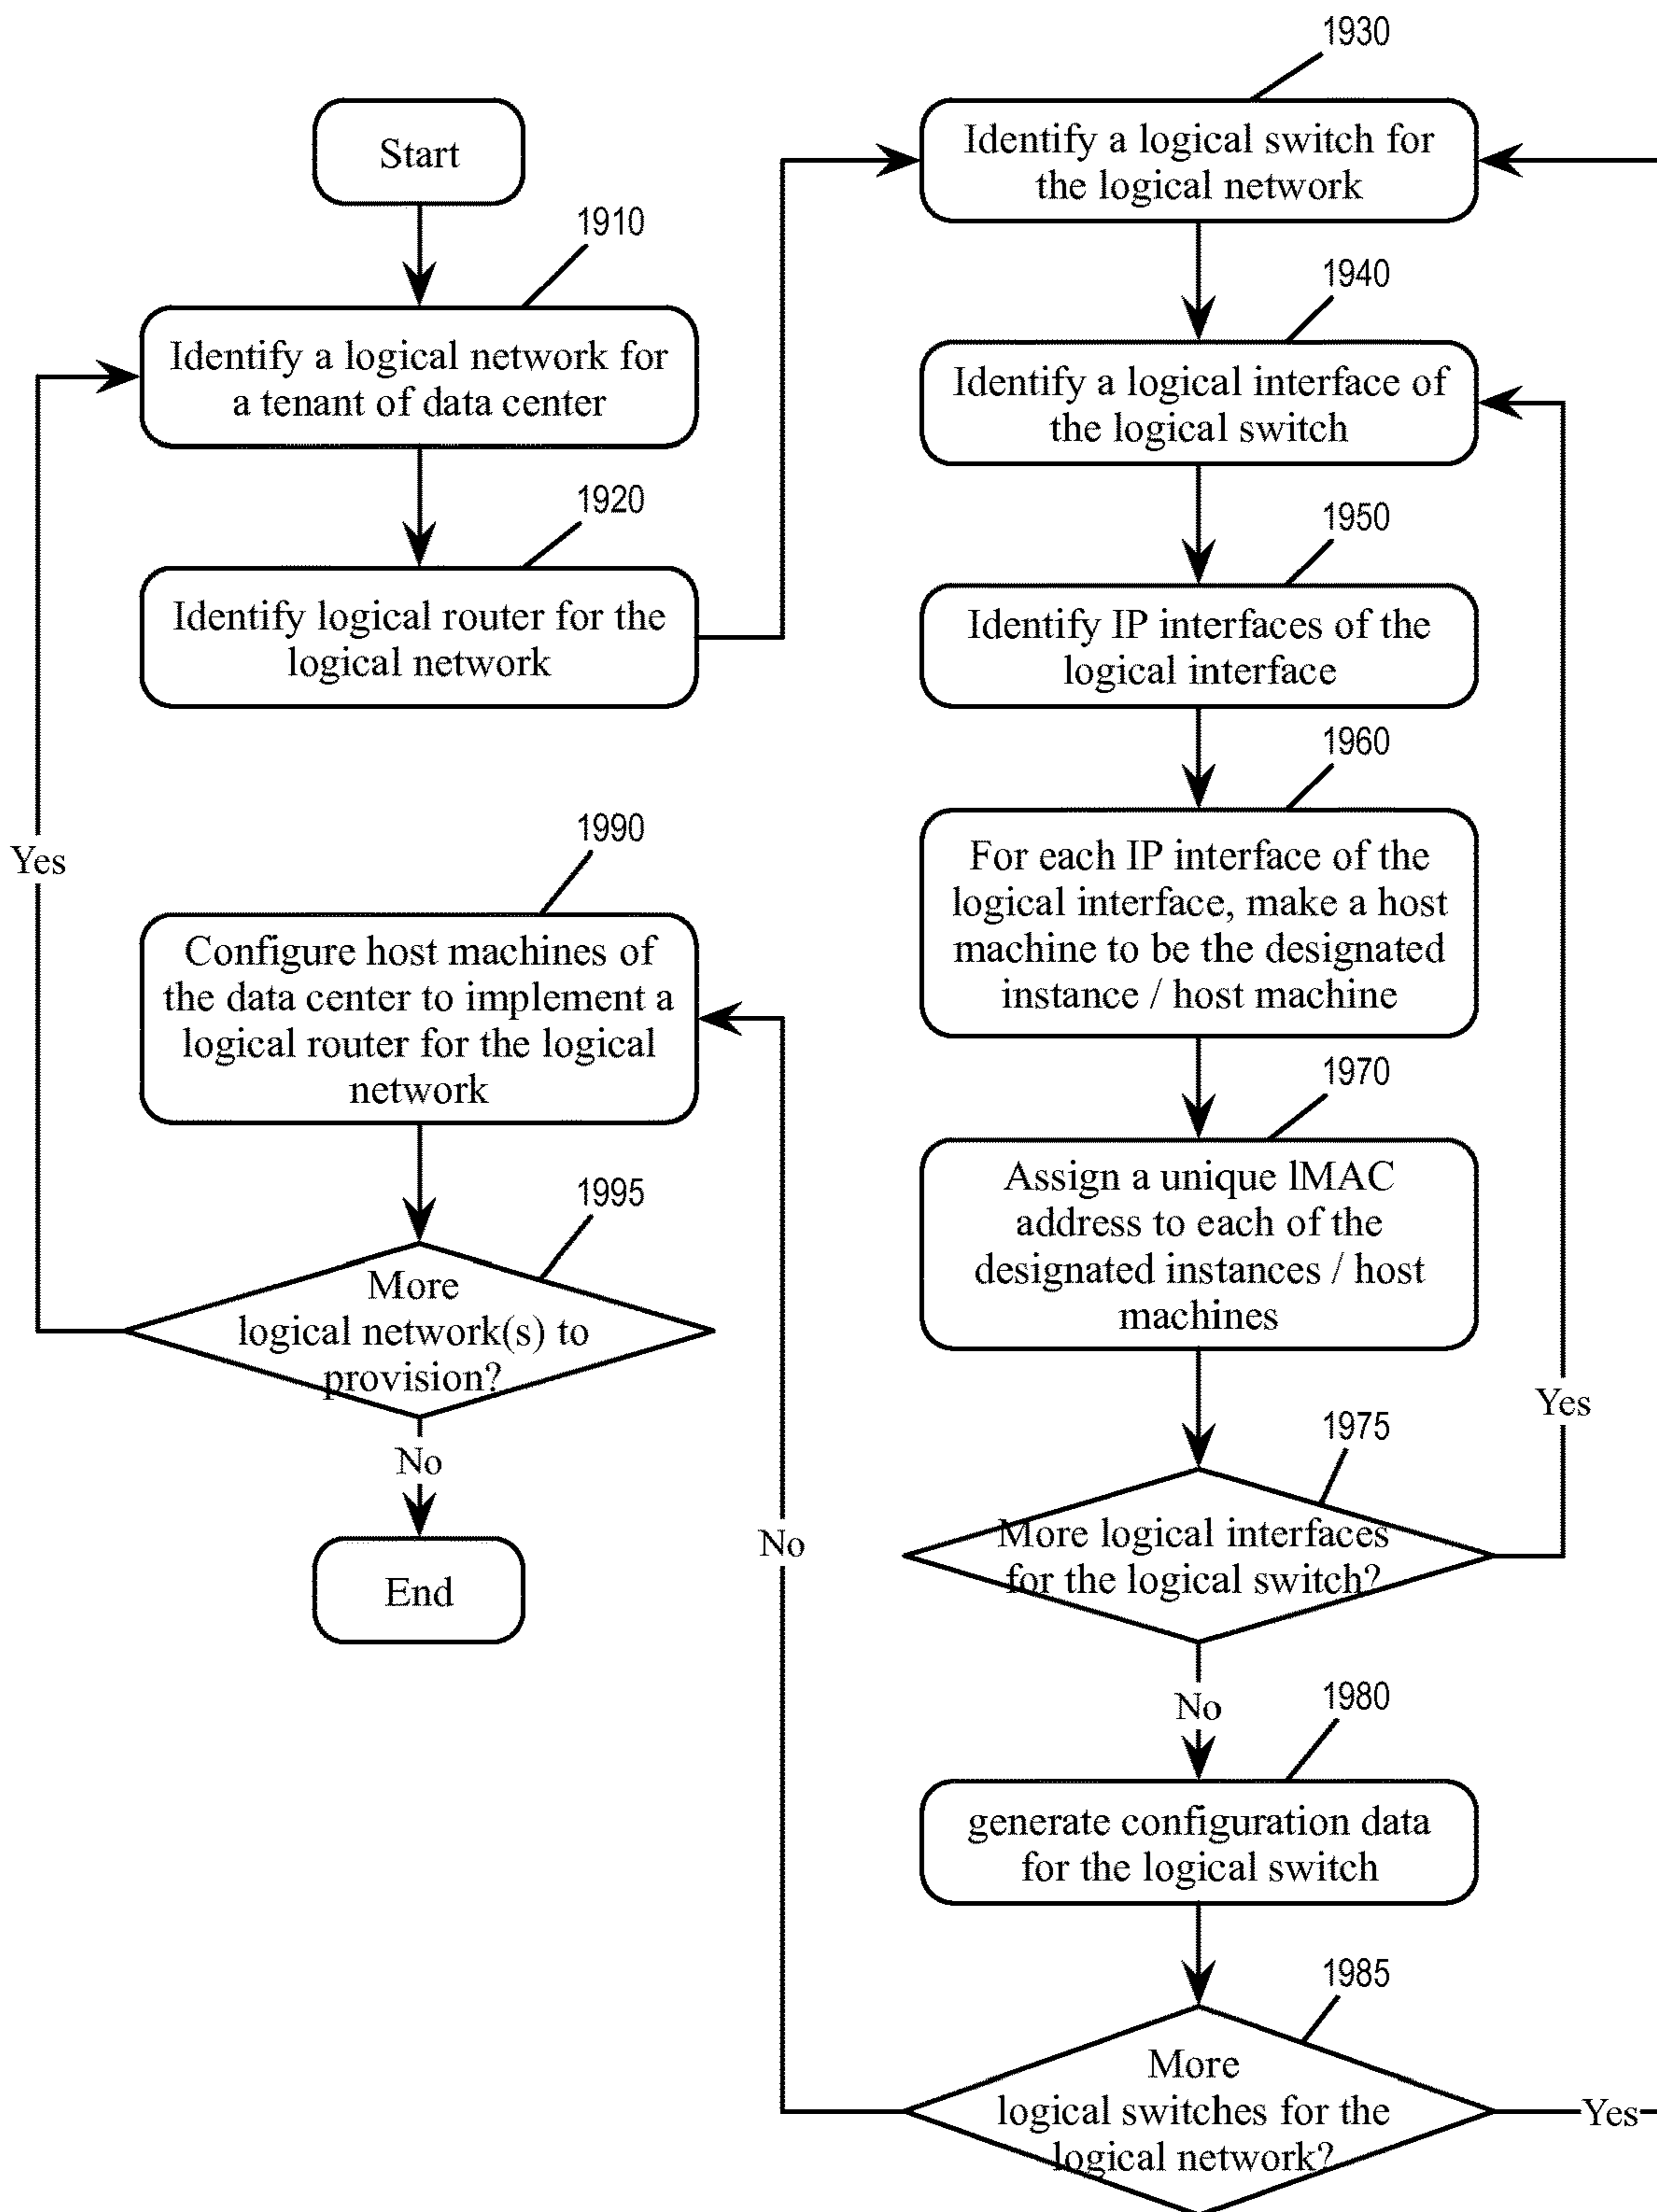 Start
1910
Identify a logical network for
a tenant of data center
1920
Identify logical router for the
logical network
1930
Identify a logical switch for
the logical network
1940
Identify a logical interface of
the logical switch
1950
Identify IP interfaces of the
logical interface
1960
For each IP interface of the
logical interface, make a host
machine to be the designated
instance / host machine
1970
Assign a unique lMAC
address to each of the
designated instances / host
machines
1975
More logical interfaces
for the logical switch?
Yes
No
1980
generate configuration data
for the logical switch
1985
More
logical switches for the
logical network?
Yes
No
1990
Configure host machines of
the data center to implement a
logical router for the logical
network
1995
More
logical network(s) to
provision?
Yes
No
End